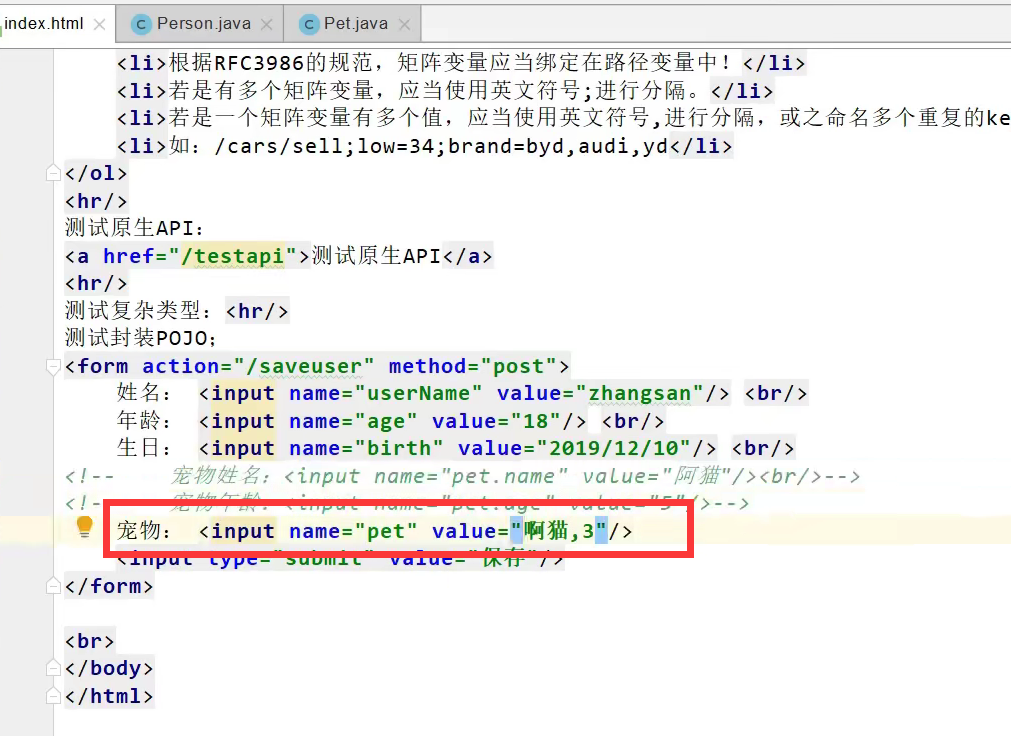 index.html Person.java Pet.java
<li>根据RFC3986的规范，矩阵变量应当绑定在路径变量中！</li>
<li>若是有多个矩阵变量，应当使用英文符号;进行分隔。</li>
<li>若是一个矩阵变量有多个值，应当使用英文符号,进行分隔，或之命名多个重复的ke
<li>如：/cars/sell;low=34;brand=byd,audi,yd</li>
</ol>
<hr/>
测试原生API：
<a href="/testapi">测试原生API</a>
<hr/>
测试复杂类型：<hr/>
测试封装POJO；
<form action="/saveuser" method="post">
姓名： <input name="userName" value="zhangsan"/> <br/>
年龄： <input name="age" value="18"/> <br/>
生日： <input name="birth" value="2019/12/10"/> <br/>
<!-- 宠物姓名：<input name="pet.name" value="阿猫"/><br/>-->
<!-- 宠物年龄：<input name="pet.age" value="5"/>-->
宠物： <input name="pet" value="啊猫,3"/>
<input type="submit" value="保存"/>
</form>
<br>
</body>
</html>